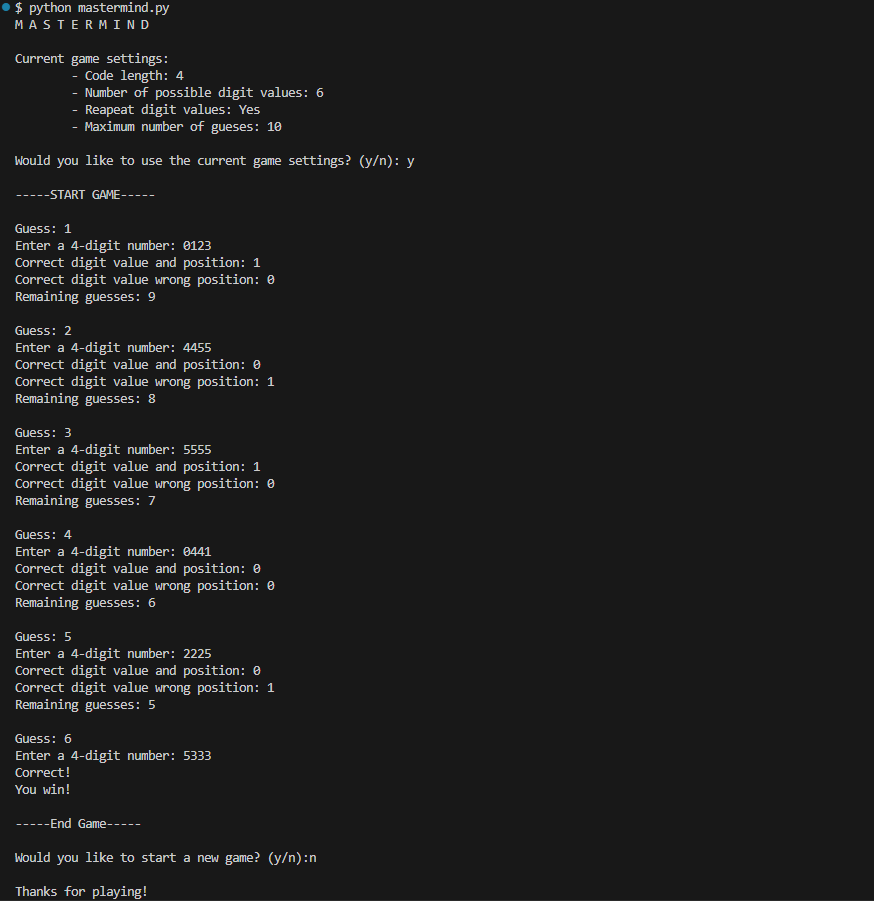 $ python mastermind.py
M A S T E R M I N D
Current game settings:
- Code length: 4
- Number of possible digit values: 6
- Reapeat digit values: Yes
- Maximum number of gueses: 10
Would you like to use the current game settings? (y/n): y
-----START GAME-----
Guess: 1
Enter a 4-digit number: 0123
Correct digit value and position: 1
Correct digit value wrong position: 0
Remaining guesses: 9
Guess: 2
Enter a 4-digit number: 4455
Correct digit value and position: 0
Correct digit value wrong position: 1
Remaining guesses: 8
Guess: 3
Enter a 4-digit number: 5555
Correct digit value and position: 1
Correct digit value wrong position: 0
Remaining guesses: 7
Guess: 4
Enter a 4-digit number: 0441
Correct digit value and position: 0
Correct digit value wrong position: 0
Remaining guesses: 6
Guess: 5
Enter a 4-digit number: 2225
Correct digit value and position: 0
Correct digit value wrong position: 1
Remaining guesses: 5
Guess: 6
Enter a 4-digit number: 5333
Correct!
You win!
-----End Game-----
Would you like to start a new game? (y/n):n
Thanks for playing!